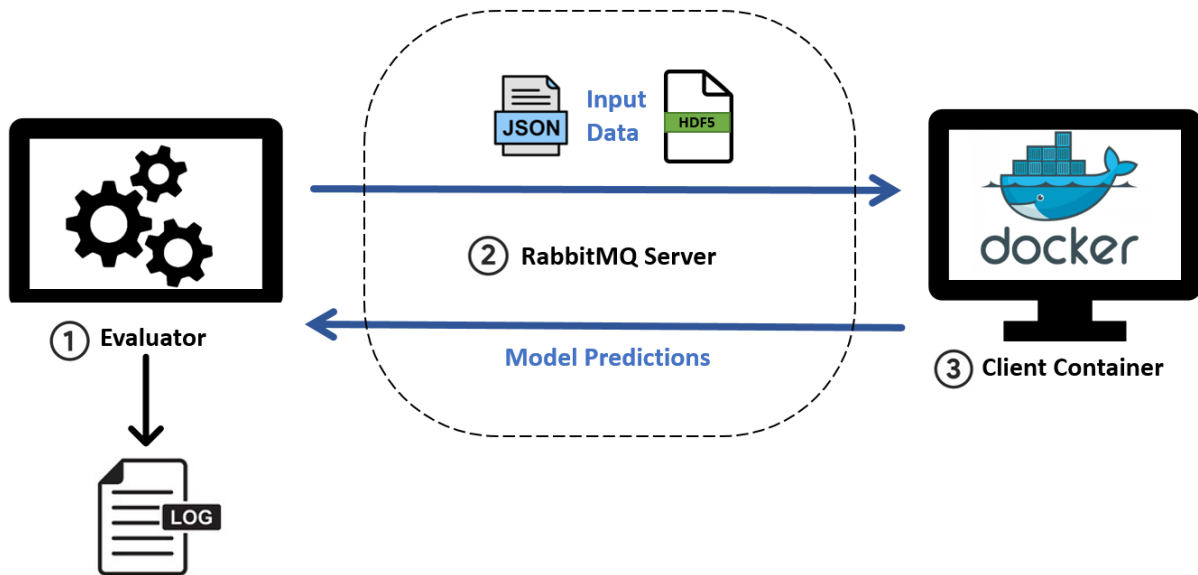 Input
Data
JSON
HDF5
docker
② RabbitMQ Server
① Evaluator
Model Predictions
③ Client Container
LOG